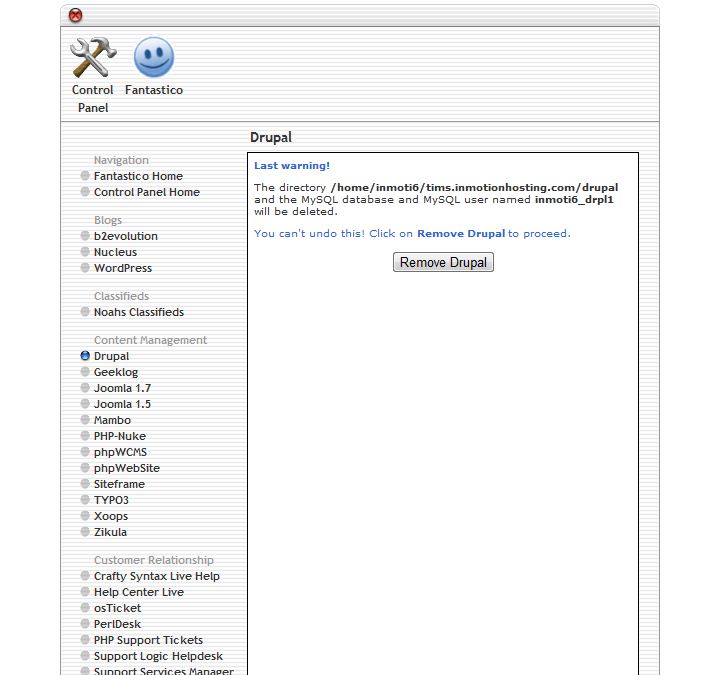 Control Panel
Fantastico
Drupal
Navigation
Fantastico Home
Control Panel Home
Blogs
b2evolution
Nucleus
WordPress
Classifieds
Noahs Classifieds
Content Management
Drupal
Geeklog
Joomla 1.7
Joomla 1.5
Mambo
PHP-Nuke
phpWCMS
phpWebSite
Siteframe
TYPO3
Xoops
Zikula
Customer Relationship
Crafty Syntax Live Help
Help Center Live
osTicket
PerlDesk
PHP Support Tickets
Support Logic Helpdesk
Support Services Manager
Last warning!
The directory /home/inmoti6/tims.inmotionhosting.com/drupal
and the MySQL database and MySQL user named inmoti6_drpl1
will be deleted.
You can't undo this! Click on Remove Drupal to proceed.
Remove Drupal